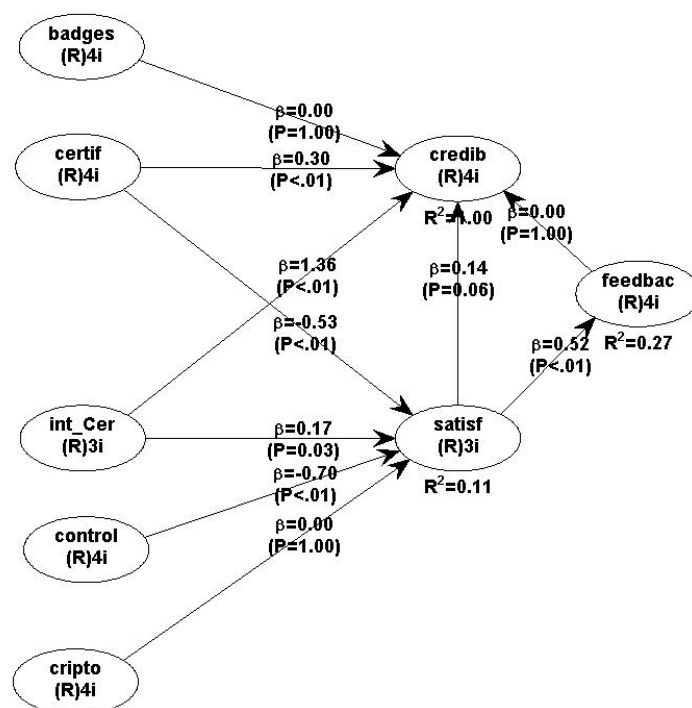 badges
(R)4i
β=0.00
(P=1.00)
certif
(R)4i
β=0.30
(P<.01)
credib
(R)4i
R²=1.00
β=0.00
(P=1.00)
β=1.36
(P<.01)
β=0.14
(P=0.06)
feedbac
(R)4i
R²=0.27
β=-0.53
(P<.01)
β=0.52
(P<.01)
int_Cer
(R)3i
β=0.17
(P=0.03)
satisf
(R)3i
R²=0.11
β=-0.70
(P<.01)
control
(R)4i
β=0.00
(P=1.00)
cripto
(R)4i